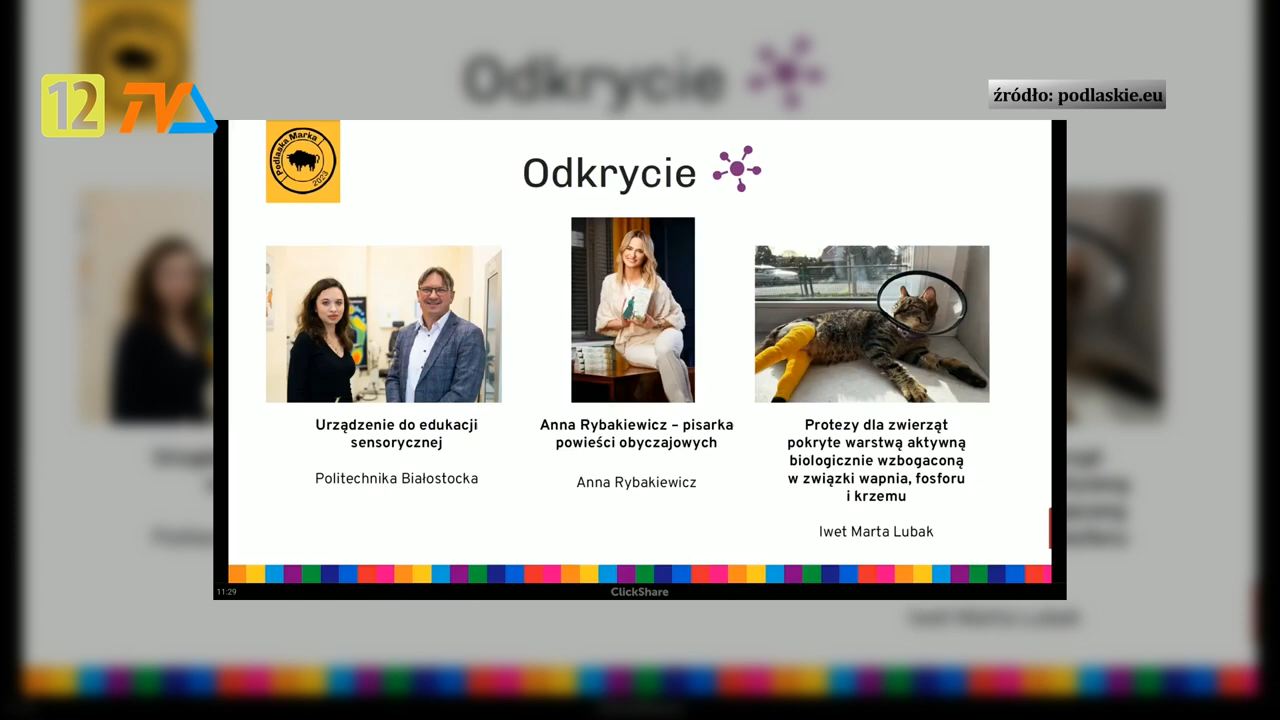 12
TV
źródło: podlaskie.eu
Podlaska Marka
2023
Odkrycie
Urządzenie do edukacji
sensorycznej
Politechnika Białostocka
Anna Rybakiewicz – pisarka
powieści obyczajowych
Anna Rybakiewicz
Protezy dla zwierząt
pokryte warstwą aktywną
biologicznie wzbogaconą
w związki wapnia, fosforu
i krzemu
Iwet Marta Lubak
11:29
ClickShare